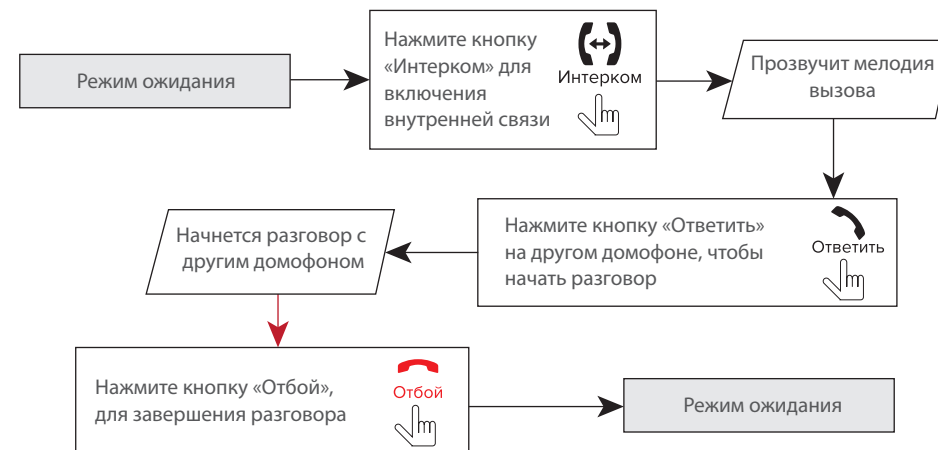 Режим ожидания
Нажмите кнопку
«Интерком» для
включения
внутренней связи
Интерком
Прозвучит мелодия
вызова
Нажмите кнопку «Ответить»
на другом домофоне, чтобы
начать разговор
Ответить
Начнется разговор с
другим домофоном
Нажмите кнопку «Отбой»,
для завершения разговора
Отбой
Режим ожидания